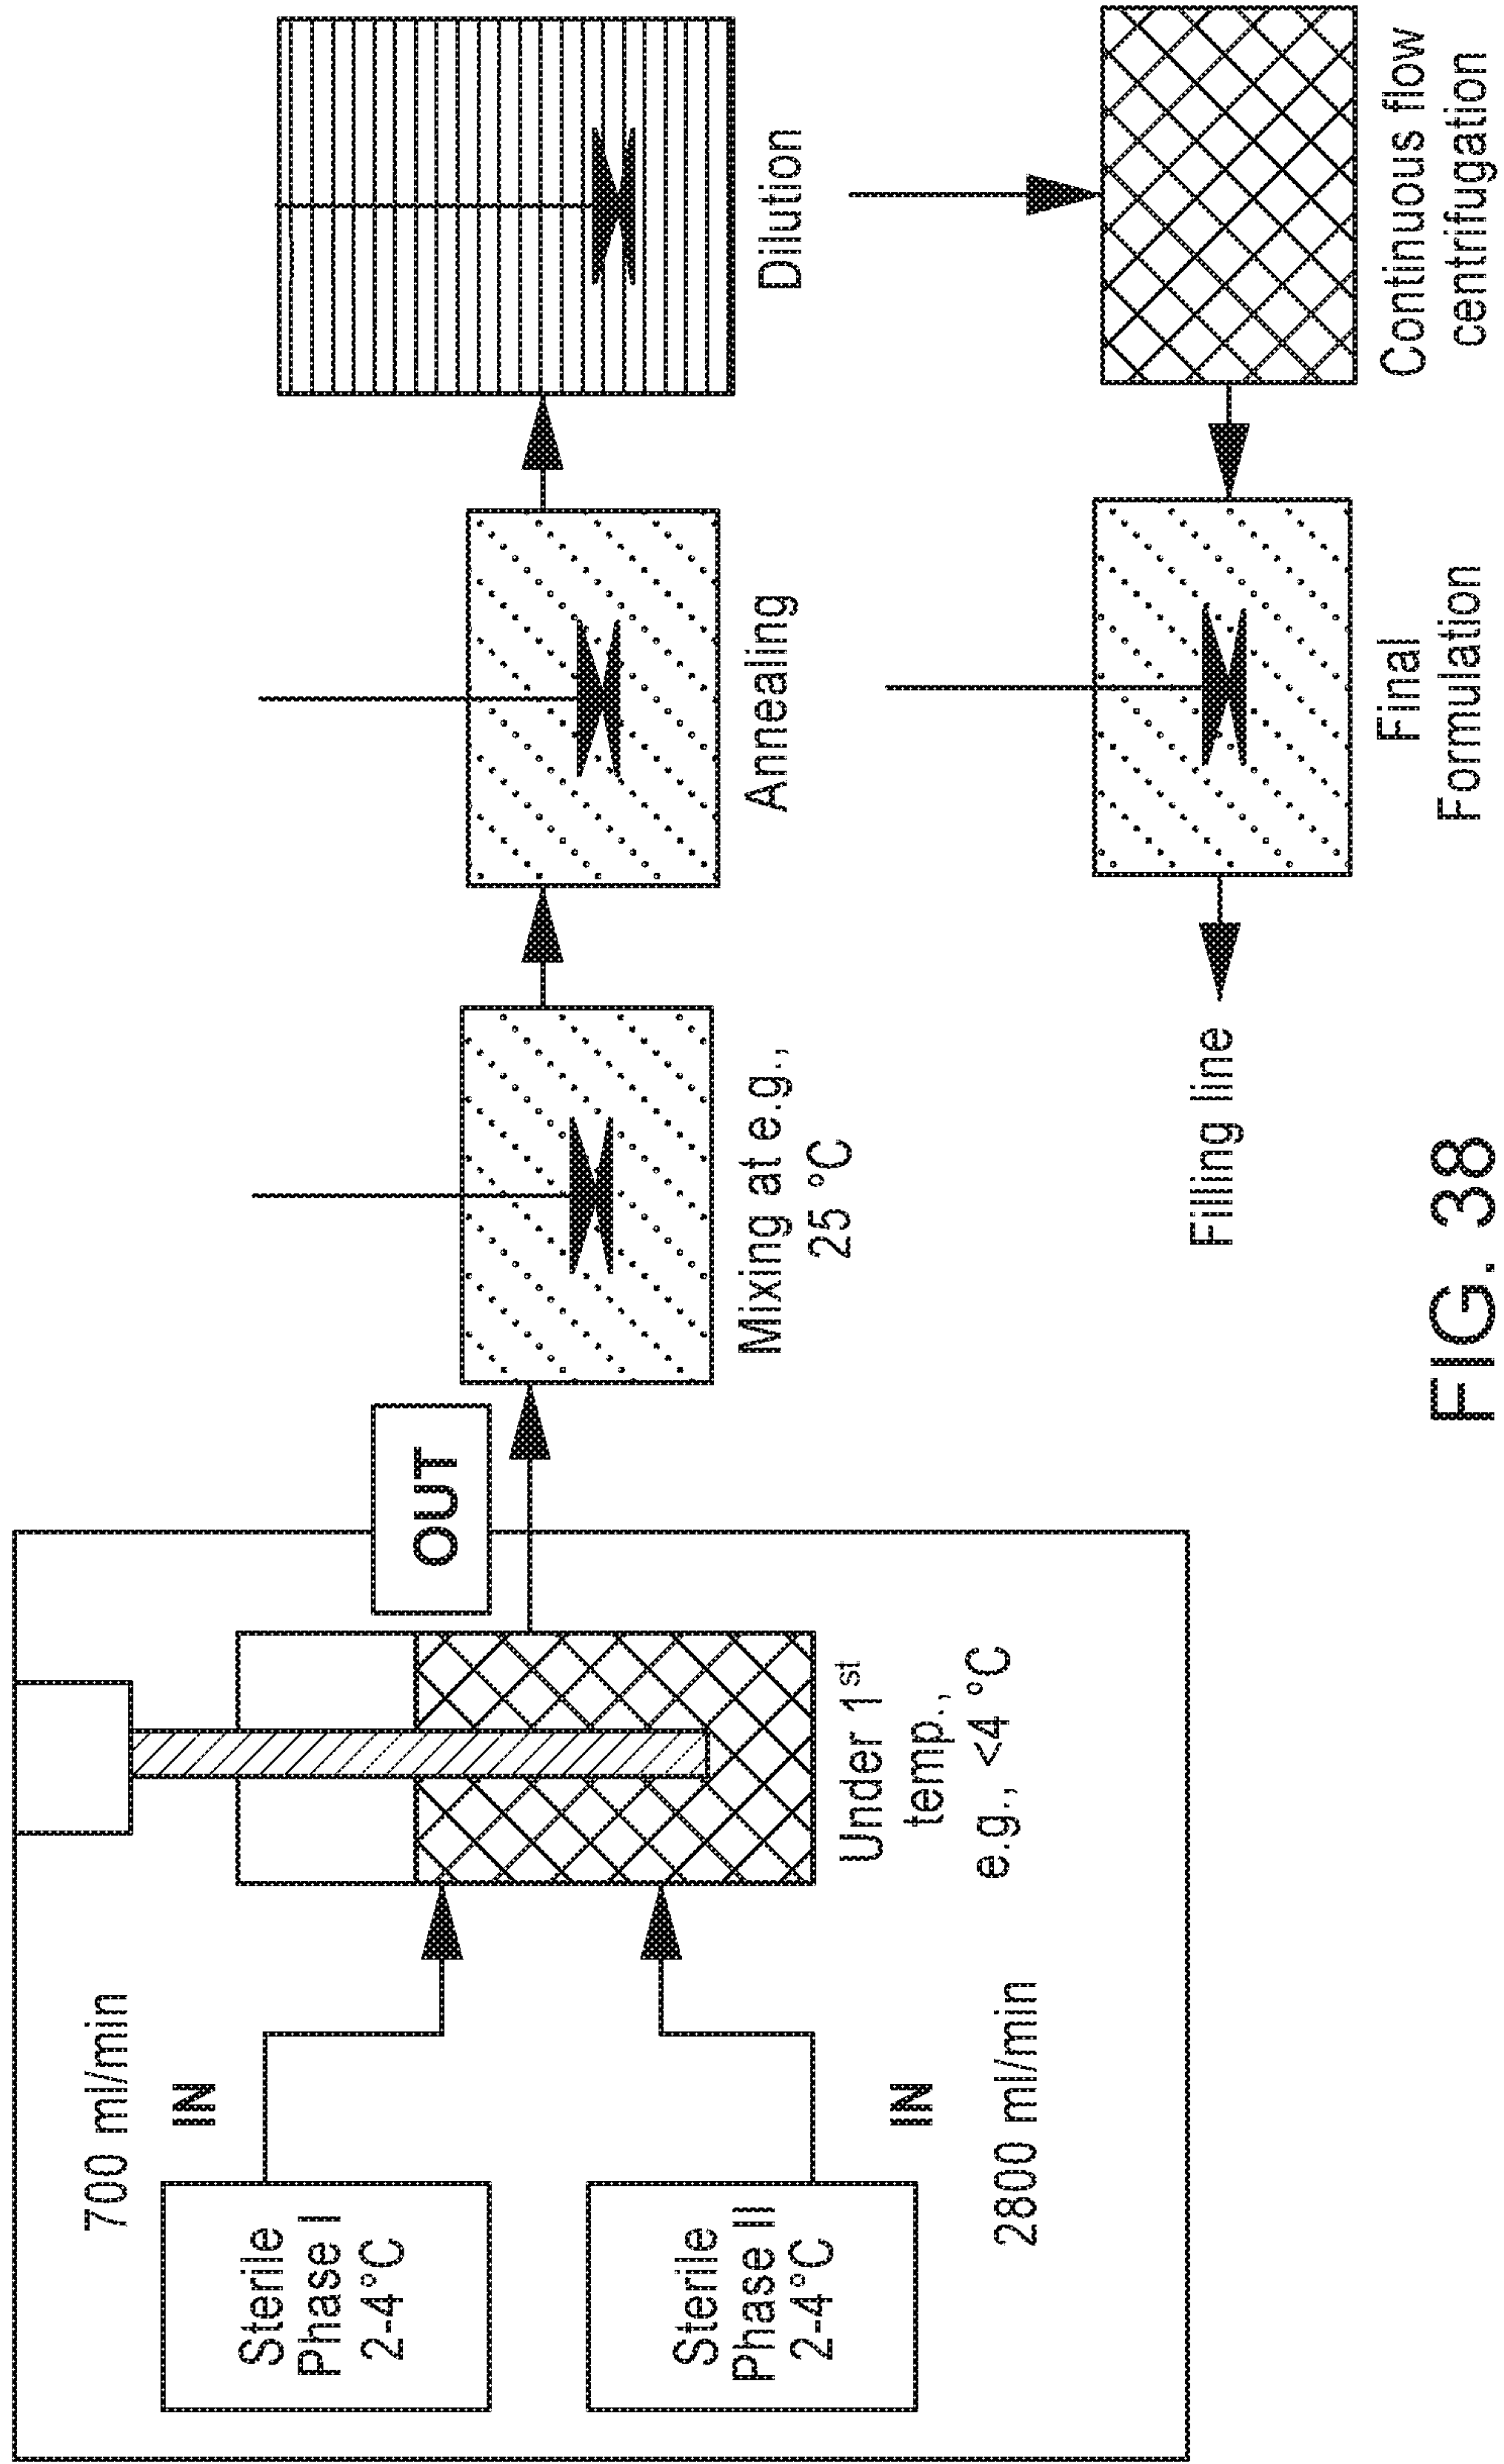 700 ml/min
IN
Sterile
Phase I
2-4°C
Sterile
Phase II
2-4°C
IN
2800 ml/min
Under 1st
temp.,
e.g., <4 °C
OUT
Mixing at e.g.,
25 °C
Annealing
Dilution
Continuous flow
centrifugation
Final
Formulation
Filling line
FIG. 38